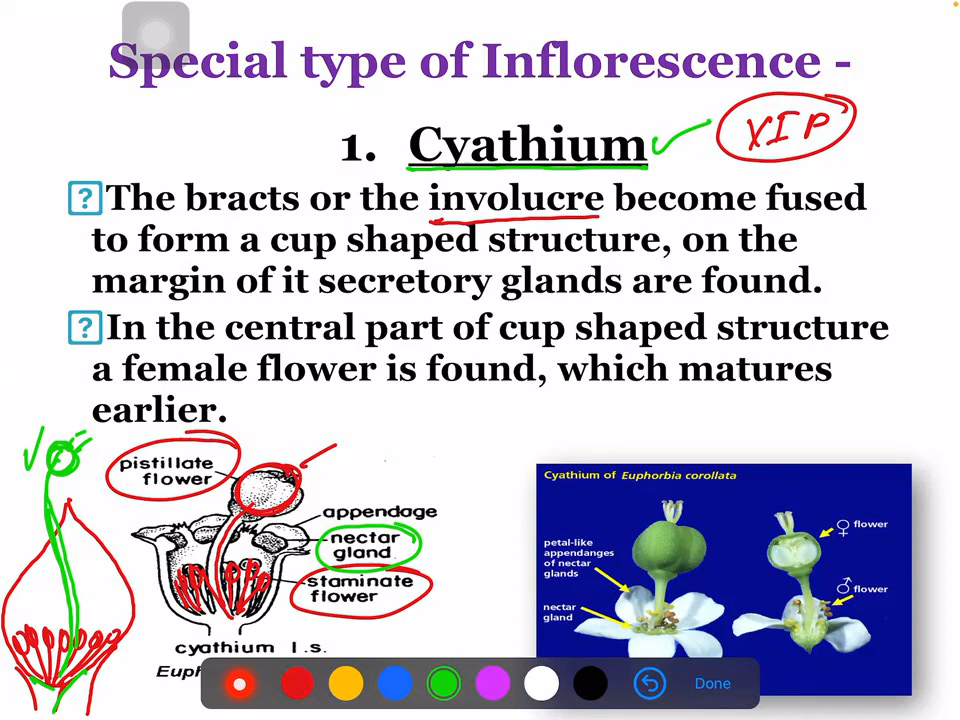 Special type of Inflorescence -
1. Cyathium
VIP
The bracts or the involucre become fused
to form a cup shaped structure, on the
margin of it secretory glands are found.
In the central part of cup shaped structure
a female flower is found, which matures
earlier.
pistillate
flower
appendage
nectar
gland
staminate
flower
cyathium l.s.
Cyathium of Euphorbia corollata
petal-like
appendanges
of nectar
glands
nectar
gland
♀ flower
♂ flower
Done